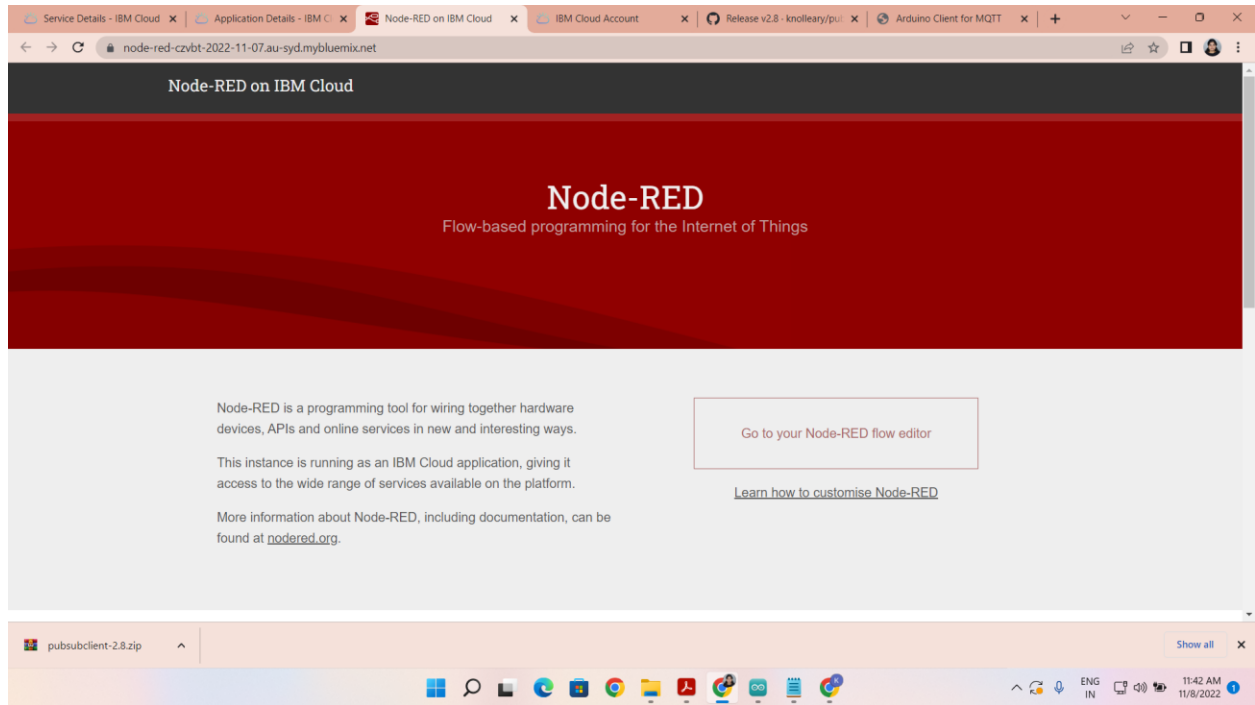 Service Details - IBM Cloud
Application Details - IBM C
Node-RED on IBM Cloud
IBM Cloud Account
Release v2.8 · knolleary/pu
Arduino Client for MQTT
node-red-czvbt-2022-11-07.au-syd.mybluemix.net
Node-RED on IBM Cloud
Node-RED
Flow-based programming for the Internet of Things
Node-RED is a programming tool for wiring together hardware
devices, APIs and online services in new and interesting ways.
This instance is running as an IBM Cloud application, giving it
access to the wide range of services available on the platform.
More information about Node-RED, including documentation, can be
found at nodered.org.
Go to your Node-RED flow editor
Learn how to customise Node-RED
pubsubclient-2.8.zip
Show all
ENG
IN
11:42 AM
11/8/2022
1